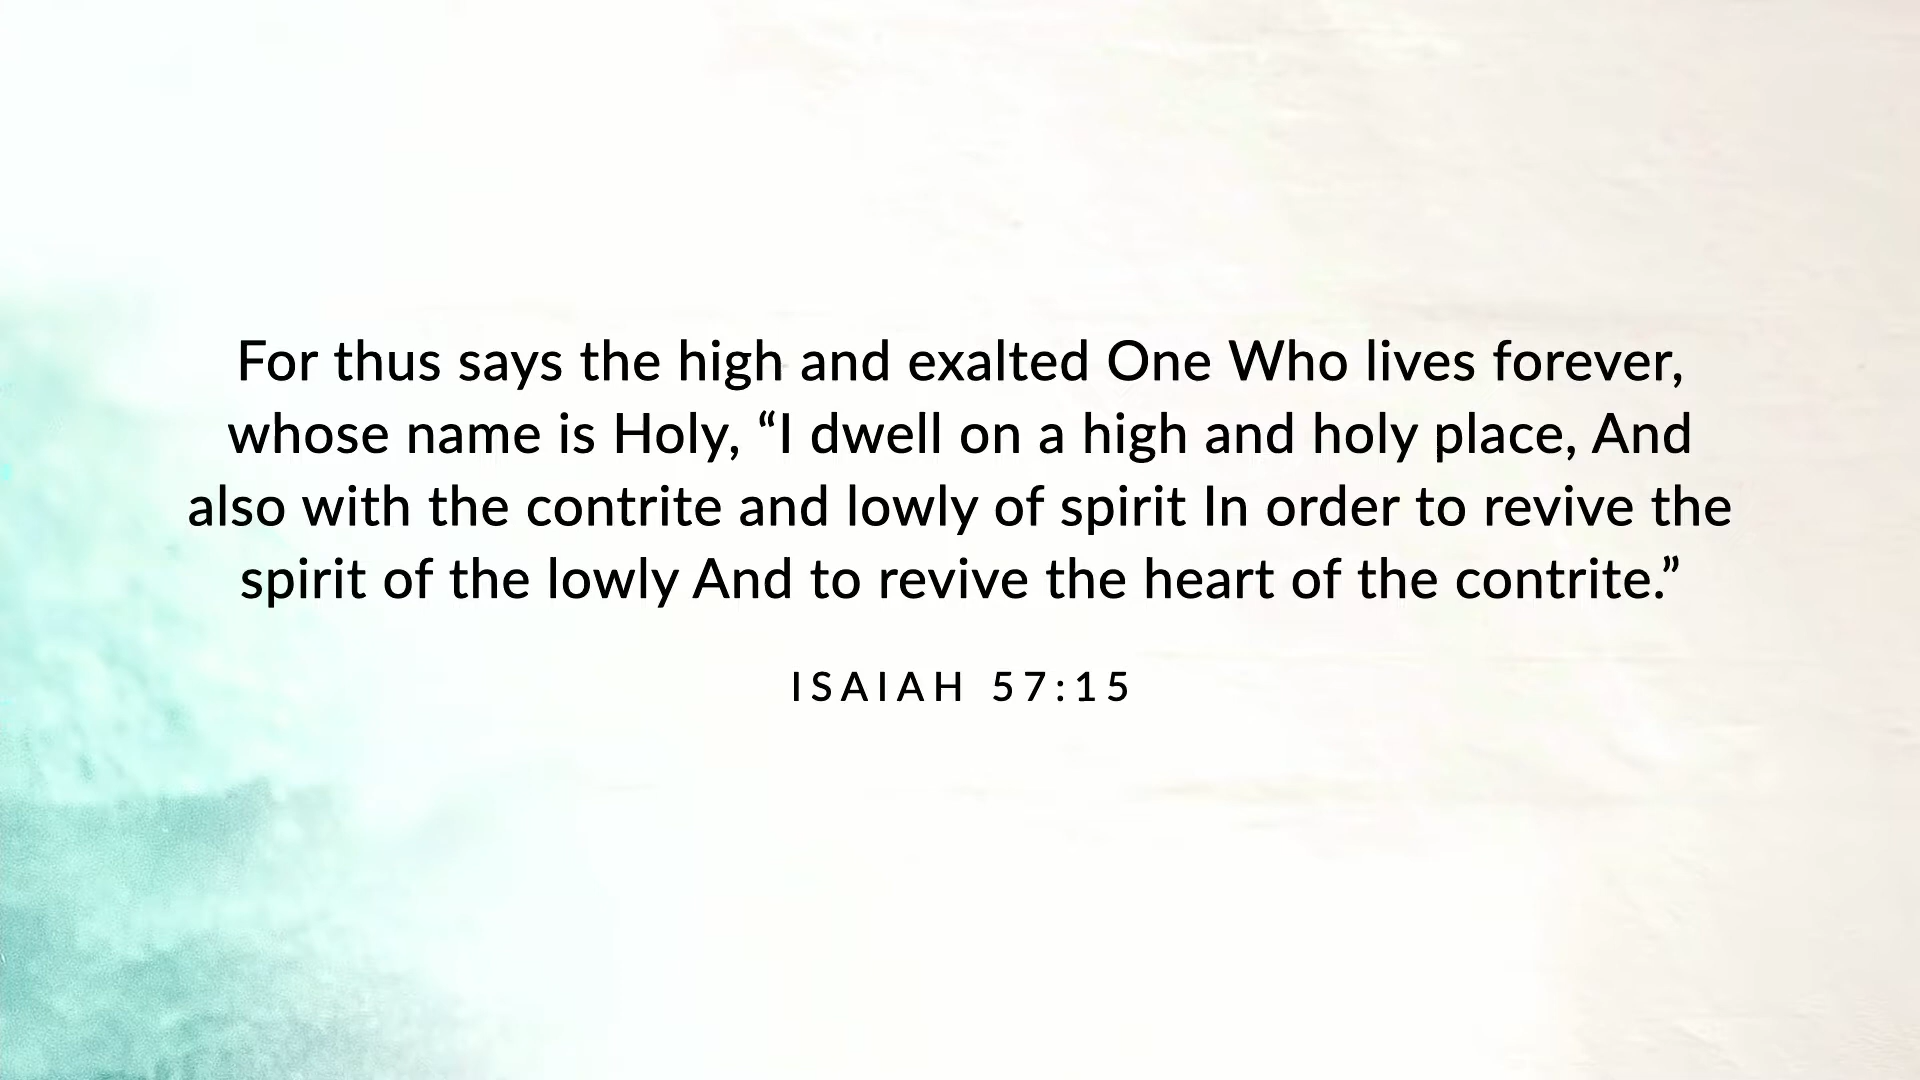 For thus says the high and exalted One Who lives forever,
whose name is Holy, “I dwell on a high and holy place, And
also with the contrite and lowly of spirit In order to revive the
spirit of the lowly And to revive the heart of the contrite.”
ISAIAH 57:15